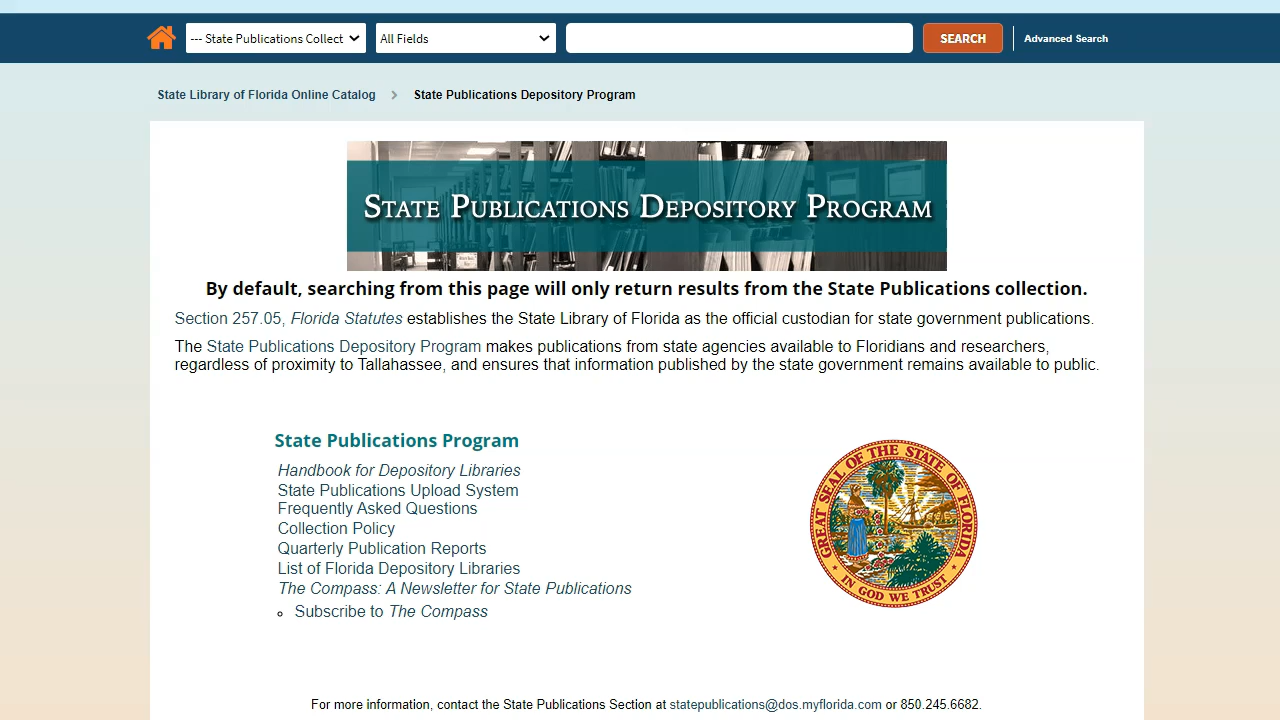 --- State Publications Collect
All Fields
SEARCH
Advanced Search
State Library of Florida Online Catalog
State Publications Depository Program
STATE PUBLICATIONS DEPOSITORY PROGRAM
By default, searching from this page will only return results from the State Publications collection.
Section 257.05, Florida Statutes establishes the State Library of Florida as the official custodian for state government publications.
The State Publications Depository Program makes publications from state agencies available to Floridians and researchers,
regardless of proximity to Tallahassee, and ensures that information published by the state government remains available to public.
State Publications Program
Handbook for Depository Libraries
State Publications Upload System
Frequently Asked Questions
Collection Policy
Quarterly Publication Reports
List of Florida Depository Libraries
The Compass: A Newsletter for State Publications
Subscribe to The Compass
GREAT SEAL OF THE STATE OF FLORIDA
IN GOD WE TRUST
For more information, contact the State Publications Section at statepublications@dos.myflorida.com or 850.245.6682.